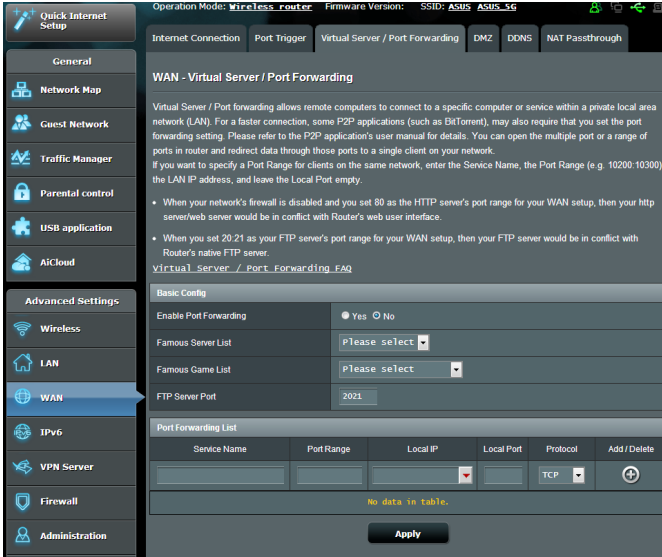 Operation Mode: Wireless router Firmware Version: SSID: ASUS ASUS_5G
Quick Internet
Setup
Internet Connection Port Trigger Virtual Server / Port Forwarding DMZ DDNS NAT Passthrough
General
Network Map
Guest Network
Traffic Manager
Parental control
USB application
AiCloud
Advanced Settings
Wireless
LAN
WAN
IPv6
VPN Server
Firewall
Administration
WAN - Virtual Server / Port Forwarding
Virtual Server / Port forwarding allows remote computers to connect to a specific computer or service within a private local area
network (LAN). For a faster connection, some P2P applications (such as BitTorrent), may also require that you set the port
forwarding setting. Please refer to the P2P application's user manual for details. You can open the multiple port or a range of
ports in router and redirect data through those ports to a single client on your network.
If you want to specify a Port Range for clients on the same network, enter the Service Name, the Port Range (e.g. 10200:10300)
the LAN IP address, and leave the Local Port empty.
• When your network's firewall is disabled and you set 80 as the HTTP server's port range for your WAN setup, then your http
server/web server would be in conflict with Router's web user interface.
• When you set 20:21 as your FTP server's port range for your WAN setup, then your FTP server would be in conflict with
Router's native FTP server.
Virtual Server / Port Forwarding FAQ
Basic Config
Enable Port Forwarding Yes No
Famous Server List Please select
Famous Game List Please select
FTP Server Port 2021
Port Forwarding List
Service Name Port Range Local IP Local Port Protocol Add / Delete
TCP
No data in table.
Apply